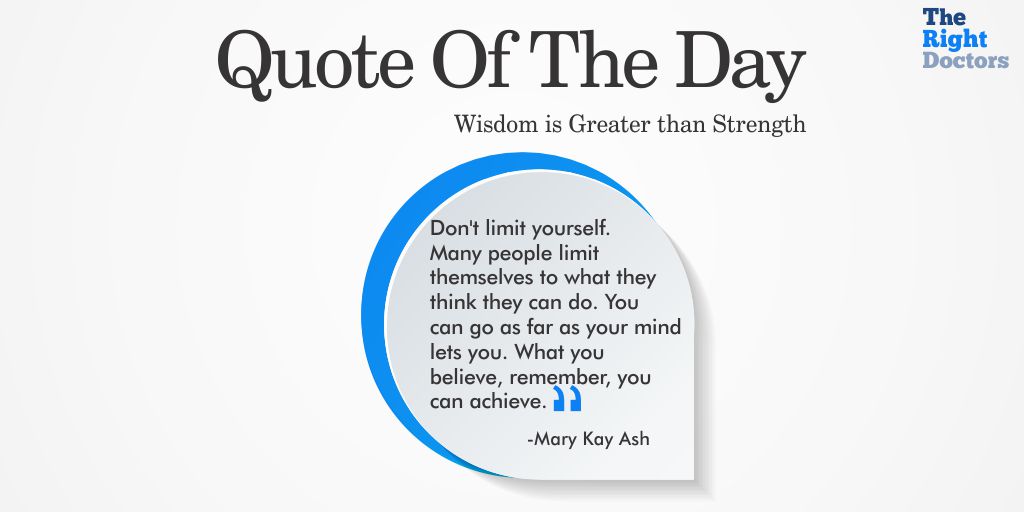 The
Right
Doctors
Quote Of The Day
Wisdom is Greater than Strength
Don't limit yourself.
Many people limit
themselves to what they
think they can do. You
can go as far as your mind
lets you. What you
believe, remember, you
can achieve. "
-Mary Kay Ash